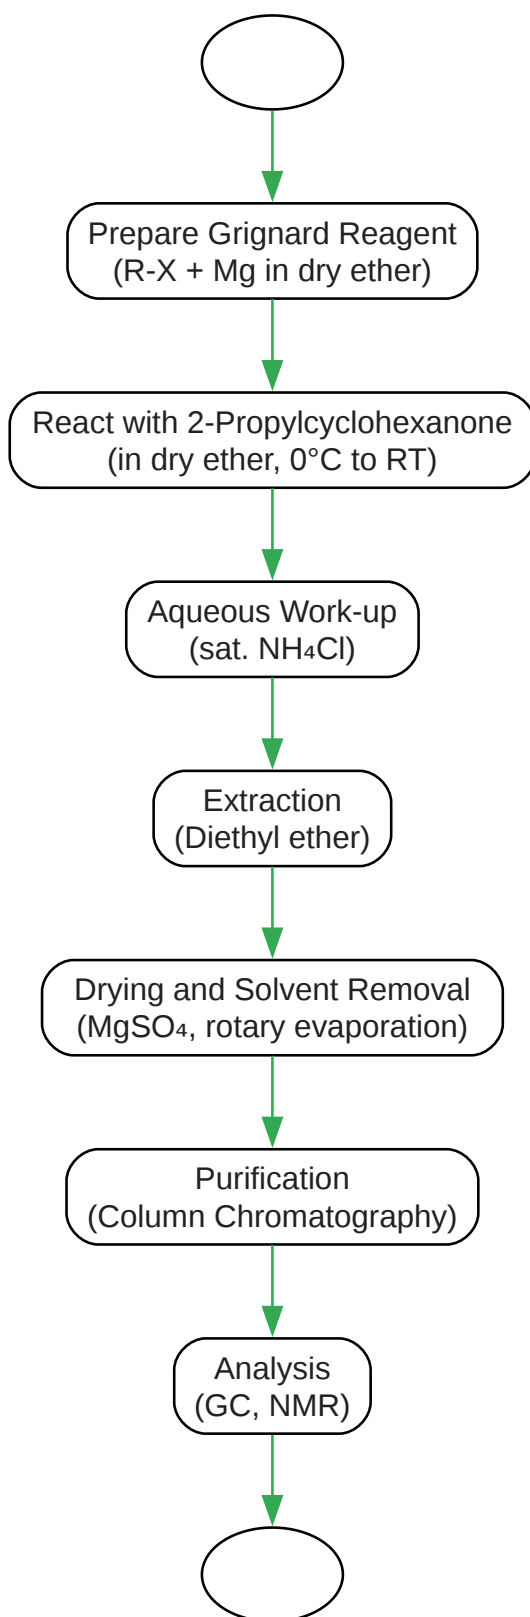 Prepare Grignard Reagent
(R-X + Mg in dry ether)
React with 2-Propylcyclohexanone
(in dry ether, 0°C to RT)
Aqueous Work-up
(sat. NH₄Cl)
Extraction
(Diethyl ether)
Drying and Solvent Removal
(MgSO₄, rotary evaporation)
Purification
(Column Chromatography)
Analysis
(GC, NMR)